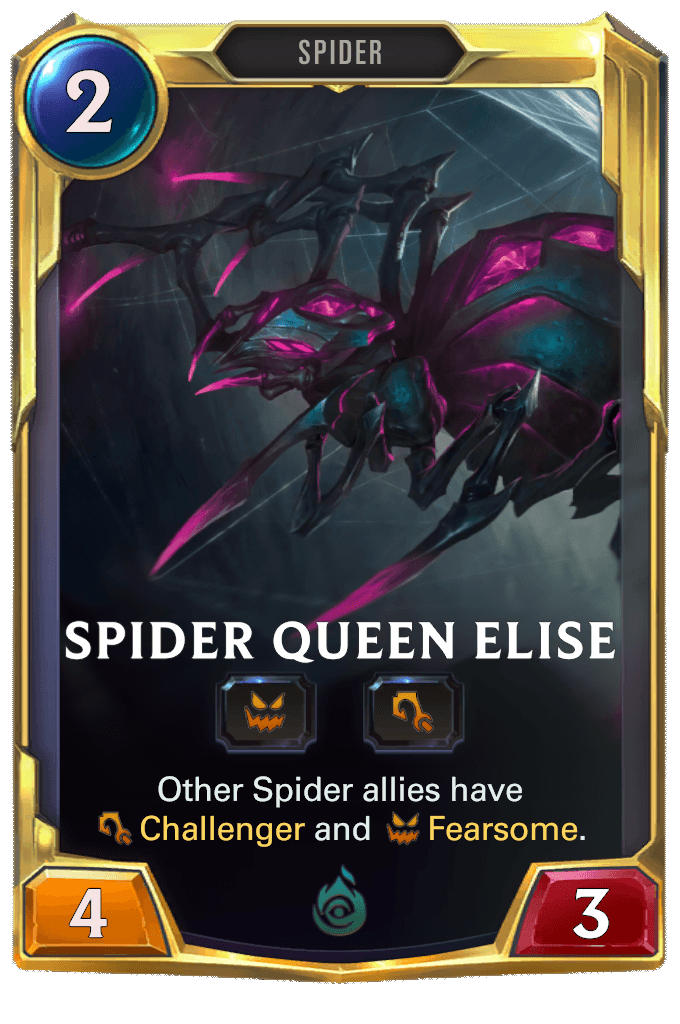 SPIDER
2
SPIDER QUEEN ELISE
Other Spider allies have
Challenger and Fearsome.
4
3